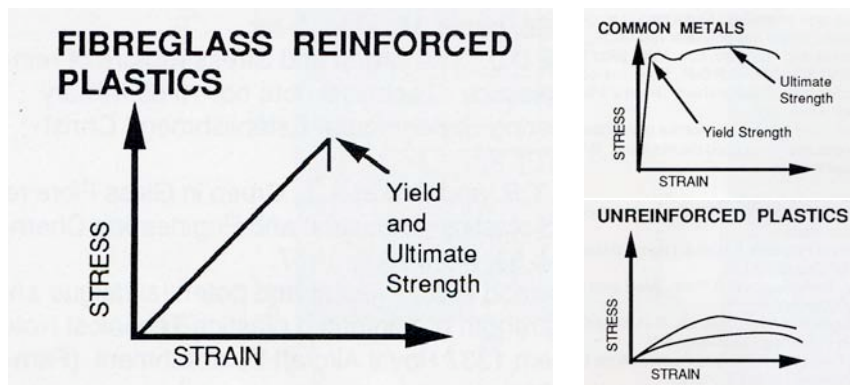 FIBREGLASS REINFORCED
PLASTICS
STRESS
Yield
and
Ultimate
Strength
STRAIN
COMMON METALS
STRESS
Ultimate
Strength
Yield Strength
STRAIN
UNREINFORCED PLASTICS
STRESS
STRAIN